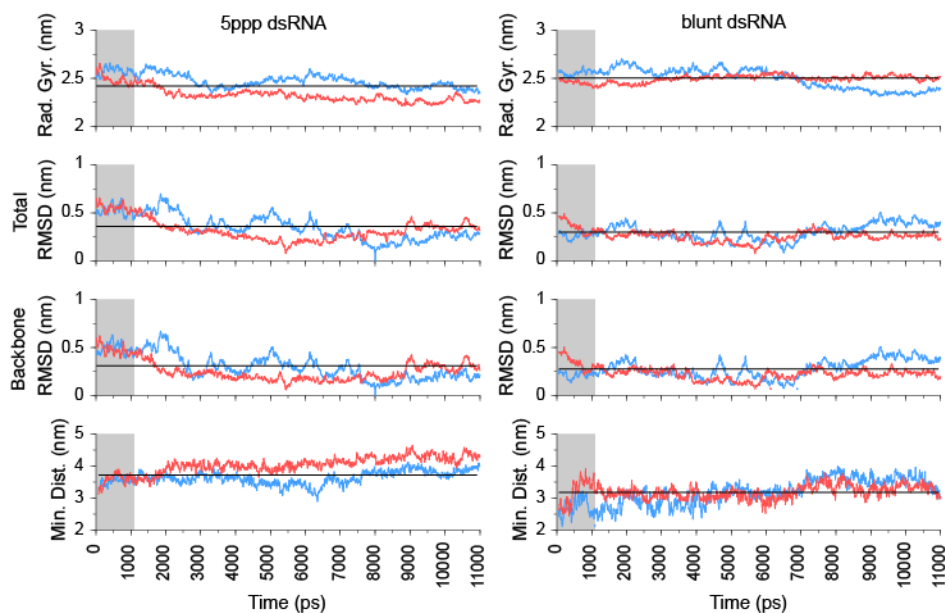 5ppp dsRNA
blunt dsRNA
Rad. Gyr. (nm)
3
2.5
2
Rad. Gyr. (nm)
3
2.5
2
Total
RMSD (nm)
1
0.5
0
RMSD (nm)
1
0.5
0
Backbone
RMSD (nm)
1
0.5
0
RMSD (nm)
1
0.5
0
Min. Dist. (nm)
5
4
3
2
Min. Dist. (nm)
5
4
3
2
0 1000 2000 3000 4000 5000 6000 7000 8000 9000 10000 11000
0 1000 2000 3000 4000 5000 6000 7000 8000 9000 10000 11000
Time (ps)
Time (ps)